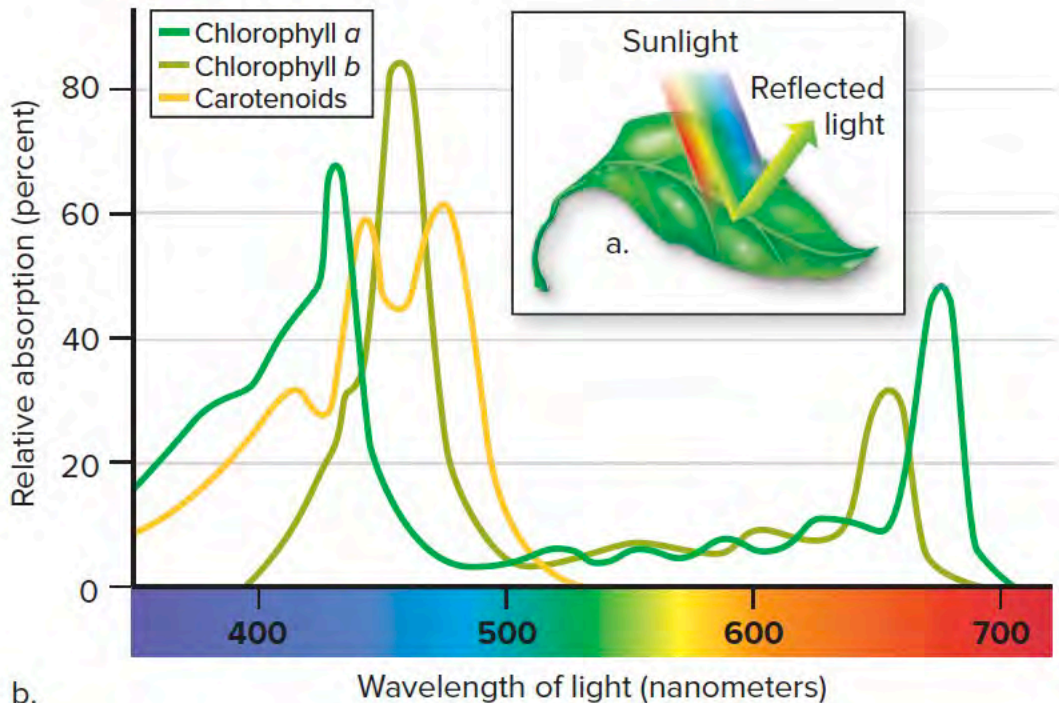 Chlorophyll a
Chlorophyll b
Carotenoids
Sunlight
Reflected
light
a.
Relative absorption (percent)
80
60
40
20
0
400 500 600 700
Wavelength of light (nanometers)
b.